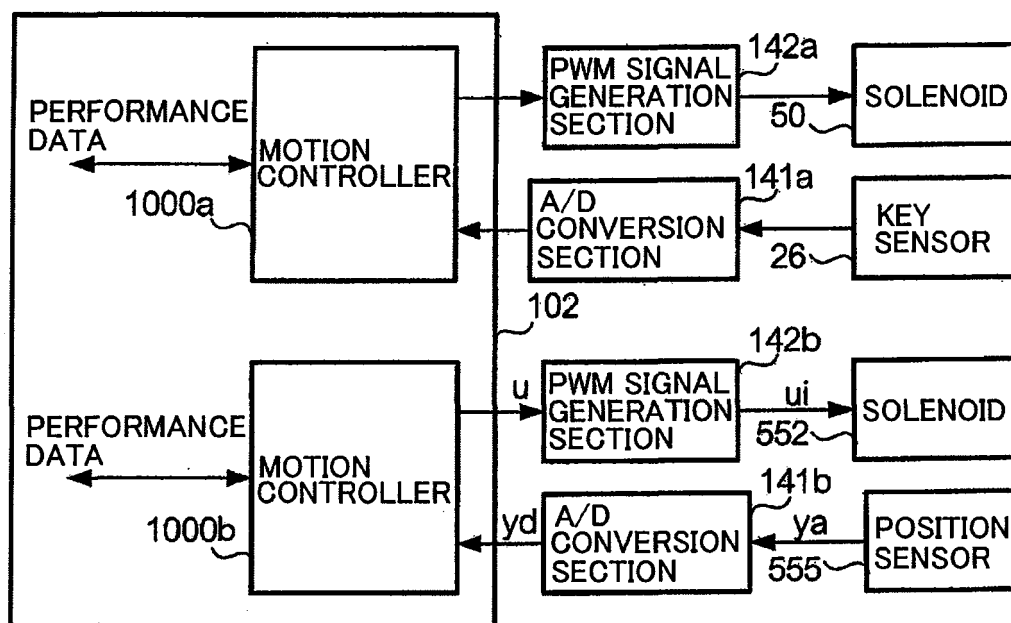 142a
PWM SIGNAL
GENERATION
SECTION
50
SOLENOID
PERFORMANCE
DATA
MOTION
CONTROLLER
1000a
141a
A/D
CONVERSION
SECTION
26
KEY
SENSOR
102
142b
u
PWM SIGNAL
GENERATION
SECTION
ui
552
SOLENOID
PERFORMANCE
DATA
MOTION
CONTROLLER
1000b
141b
yd
A/D
CONVERSION
SECTION
ya
555
POSITION
SENSOR